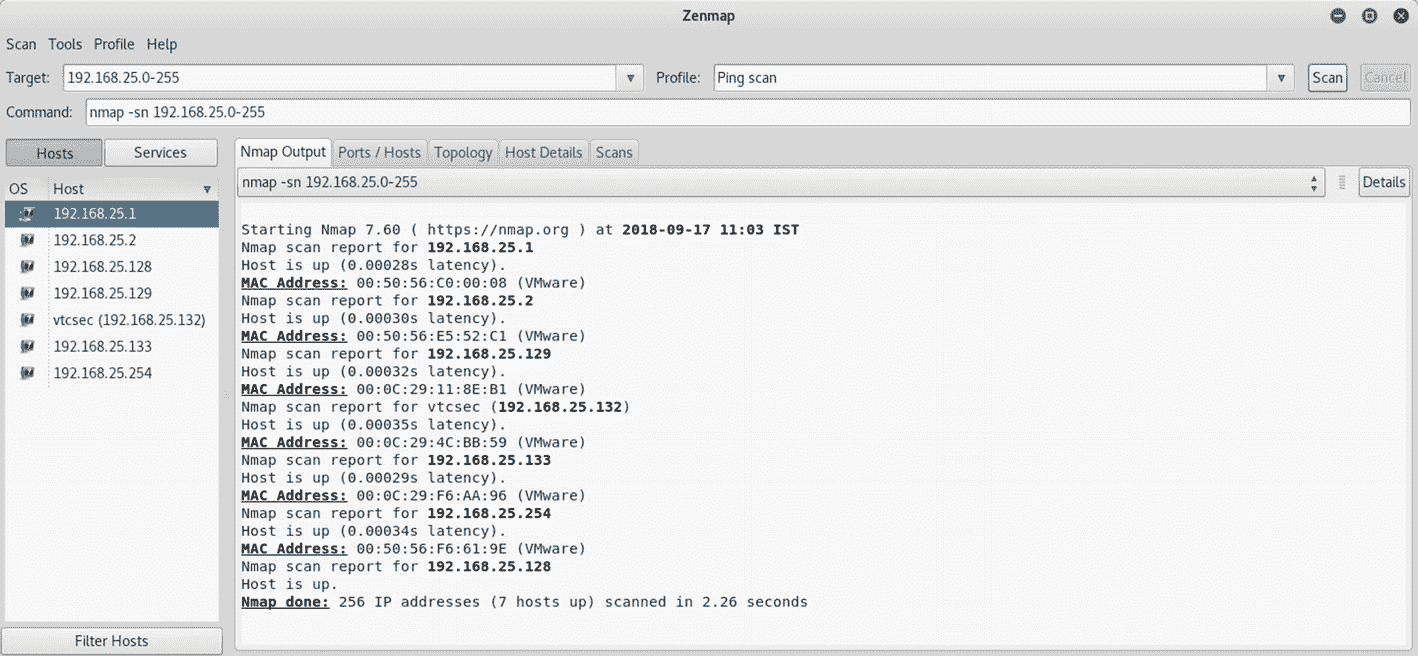 Zenmap
Scan Tools Profile Help
Target: 192.168.25.0-255 Profile: Ping scan Scan Cancel
Command: nmap -sn 192.168.25.0-255
Hosts Services
OS Host
192.168.25.1
192.168.25.2
192.168.25.128
192.168.25.129
vtcsec (192.168.25.132)
192.168.25.133
192.168.25.254
Filter Hosts
Nmap Output Ports / Hosts Topology Host Details Scans
nmap -sn 192.168.25.0-255 Details
Starting Nmap 7.60 ( https://nmap.org ) at 2018-09-17 11:03 IST
Nmap scan report for 192.168.25.1
Host is up (0.00028s latency).
MAC Address: 00:50:56:C0:00:08 (VMware)
Nmap scan report for 192.168.25.2
Host is up (0.00030s latency).
MAC Address: 00:50:56:E5:52:C1 (VMware)
Nmap scan report for 192.168.25.129
Host is up (0.00032s latency).
MAC Address: 00:0C:29:11:8E:B1 (VMware)
Nmap scan report for vtcsec (192.168.25.132)
Host is up (0.00035s latency).
MAC Address: 00:0C:29:4C:BB:59 (VMware)
Nmap scan report for 192.168.25.133
Host is up (0.00029s latency).
MAC Address: 00:0C:29:F6:AA:96 (VMware)
Nmap scan report for 192.168.25.254
Host is up (0.00034s latency).
MAC Address: 00:50:56:F6:61:9E (VMware)
Nmap scan report for 192.168.25.128
Host is up.
Nmap done: 256 IP addresses (7 hosts up) scanned in 2.26 seconds